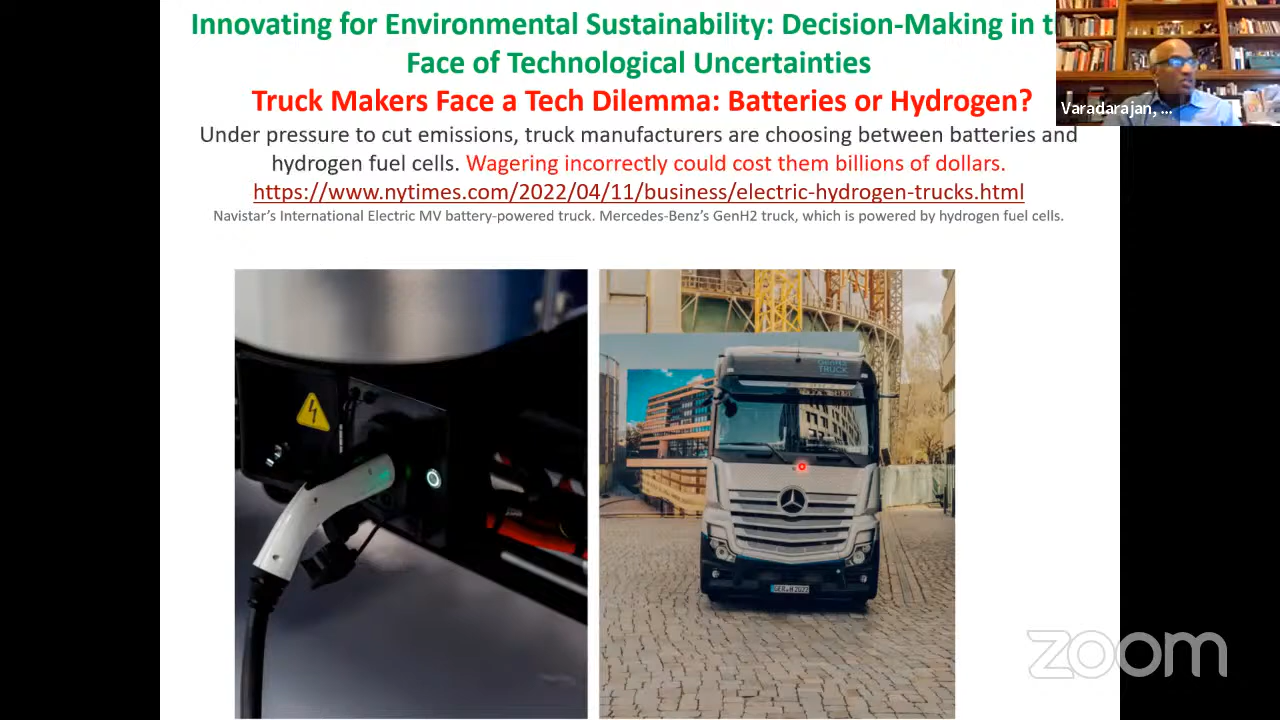 Innovating for Environmental Sustainability: Decision-Making in t
Face of Technological Uncertainties
Truck Makers Face a Tech Dilemma: Batteries or Hydrogen?
Under pressure to cut emissions, truck manufacturers are choosing between batteries and
hydrogen fuel cells. Wagering incorrectly could cost them billions of dollars.
https://www.nytimes.com/2022/04/11/business/electric-hydrogen-trucks.html
Navistar's International Electric MV battery-powered truck. Mercedes-Benz's GenH2 truck, which is powered by hydrogen fuel cells.
Varadarajan, ...
TRUCK
zoom